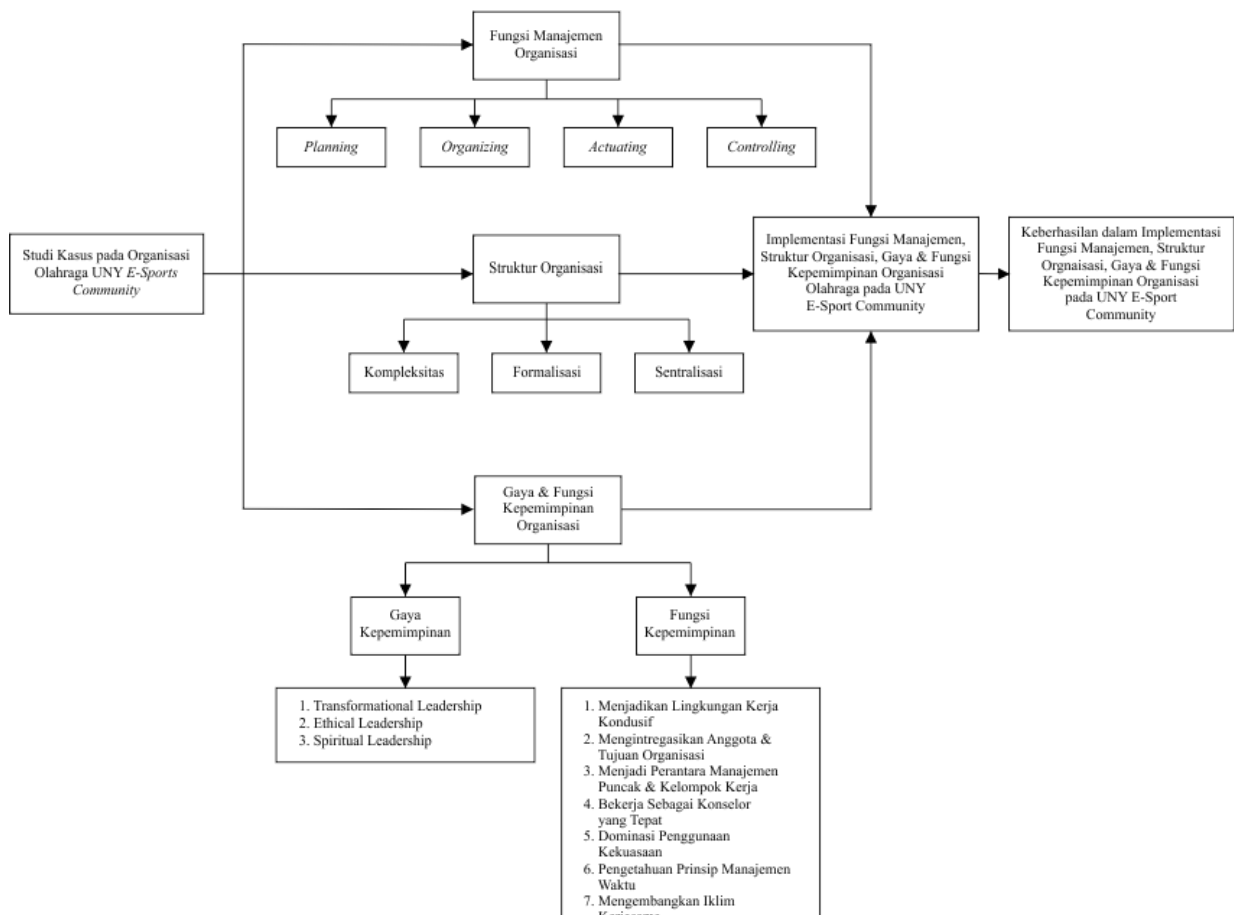 Fungsi Manajemen
Organisasi
Planning
Organizing
Actuating
Controlling
Studi Kasus pada Organisasi
Olahraga UNY E-Sports
Community
Struktur Organisasi
Implementasi Fungsi Manajemen,
Struktur Organisasi, Gaya & Fungsi
Kepemimpinan Organisasi
Olahraga pada UNY
E-Sport Community
Keberhasilan dalam Implementasi
Fungsi Manajemen, Struktur
Orgnaisasi, Gaya & Fungsi
Kepemimpinan Organisasi
pada UNY E-Sport
Community
Kompleksitas
Formalisasi
Sentralisasi
Gaya & Fungsi
Kepemimpinan
Organisasi
Gaya
Kepemimpinan
Fungsi
Kepemimpinan
1. Transformational Leadership
2. Ethical Leadership
3. Spiritual Leadership
1. Menjadikan Lingkungan Kerja
Kondusif
2. Mengintregasikan Anggota &
Tujuan Organisasi
3. Menjadi Perantara Manajemen
Puncak & Kelompok Kerja
4. Bekerja Sebagai Konselor
yang Tepat
5. Dominasi Penggunaan
Kekuasaan
6. Pengetahuan Prinsip Manajemen
Waktu
7. Mengembangkan Iklim